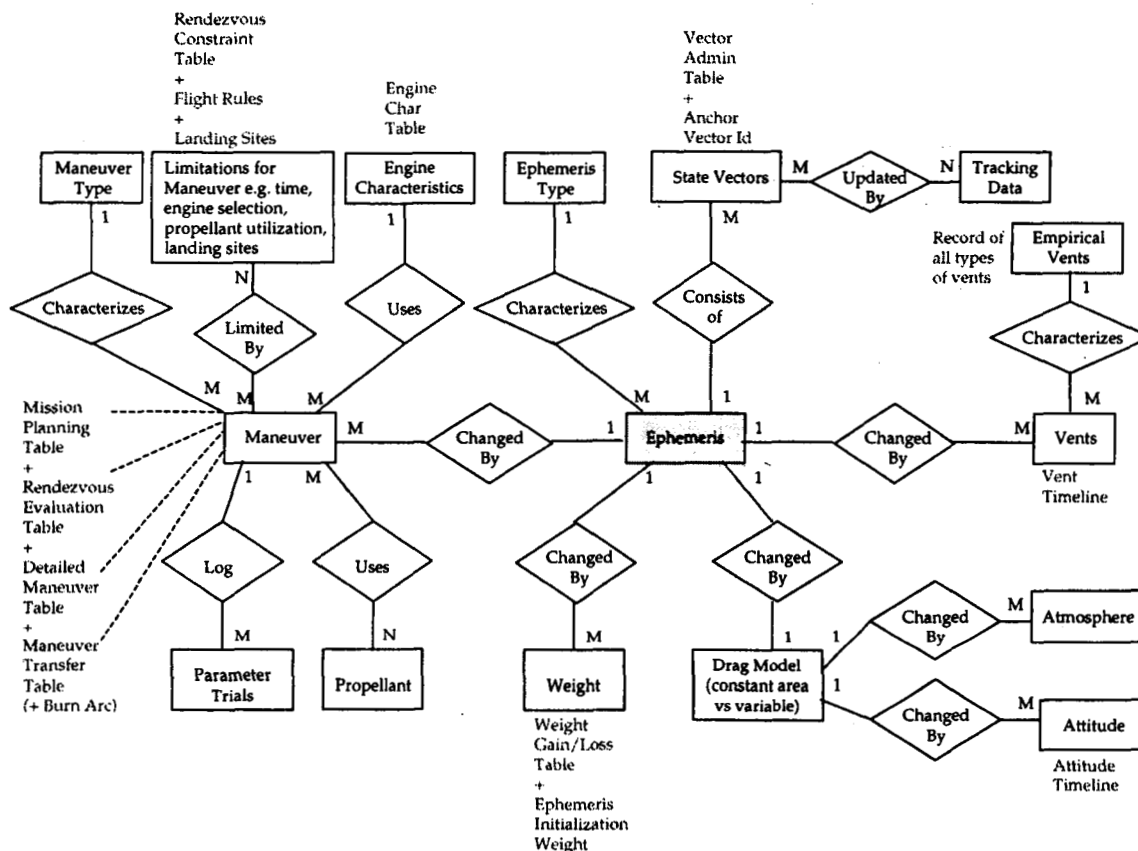 Rendezvous
Constraint
Table
+
Flight Rules
+
Landing Sites
Engine
Char
Table
Vector
Admin
Table
+
Anchor
Vector Id
Maneuver
Type
Limitations for
Maneuver e.g. time,
engine selection,
propellant utilization,
landing sites
Engine
Characteristics
Ephemeris
Type
State Vectors
M
Updated
By
N
Tracking
Data
1
1
1
M
N
Record of
all types
of vents
Empirical
Vents
1
Characterizes
Limited
By
Uses
Characterizes
Consists
of
Characterizes
M
M
M
M
1
M
Mission
Planning
Table
+
Rendezvous
Evaluation
Table
+
Detailed
Maneuver
Table
+
Maneuver
Transfer
Table
(+ Burn Arc)
Maneuver
M
Changed
By
1
Ephemeris
1
Changed
By
M
Vents
Vent
Timeline
1
M
1
1
Log
Uses
Changed
By
Changed
By
M
N
M
1
Parameter
Trials
Propellant
Weight
Drag Model
(constant area
vs variable)
1
Changed
By
M
Atmosphere
1
Changed
By
M
Attitude
Attitude
Timeline
Weight
Gain/Loss
Table
+
Ephemeris
Initialization
Weight